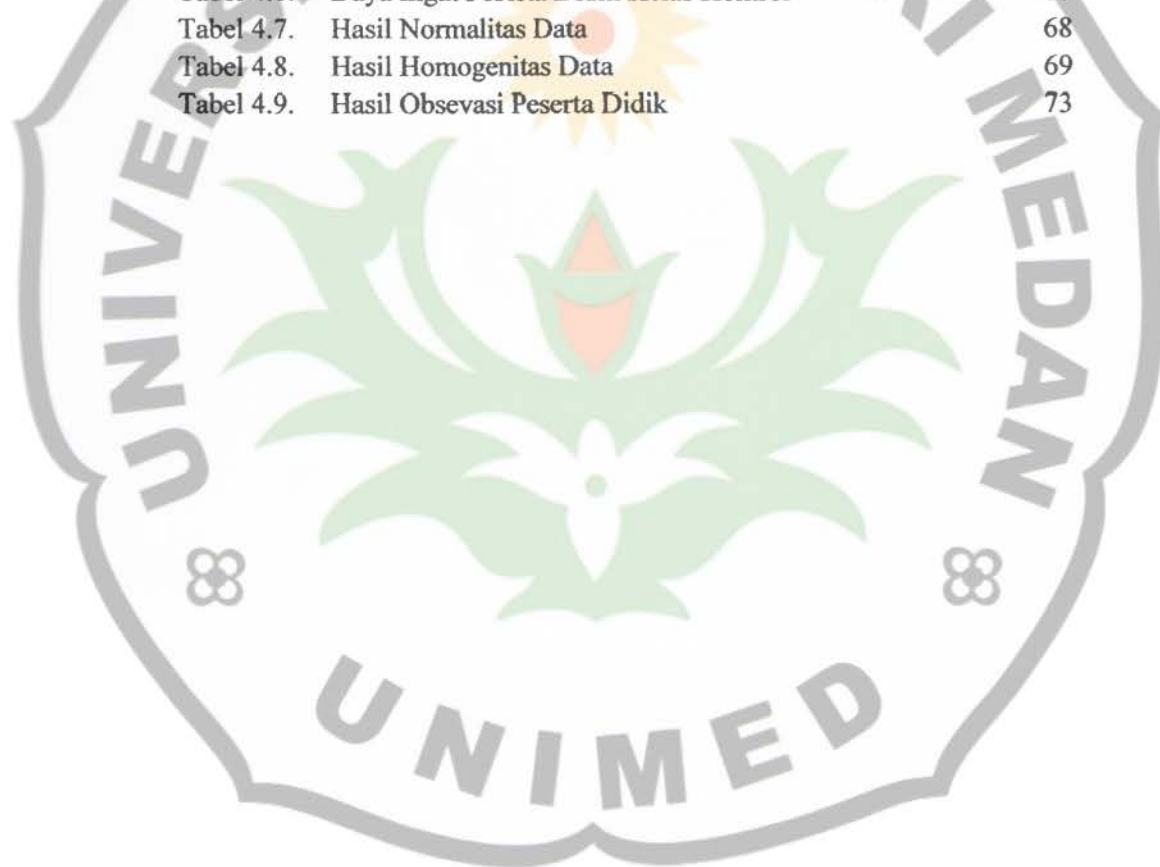 Tabel 4.7. Hasil Normalitas Data 68
Tabel 4.8. Hasil Homogenitas Data 69
Tabel 4.9. Hasil Obsevasi Peserta Didik 73
MEDAN
UNIMED